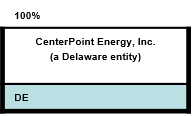 100%
CenterPoint Energy, Inc.
(a Delaware entity)
DE